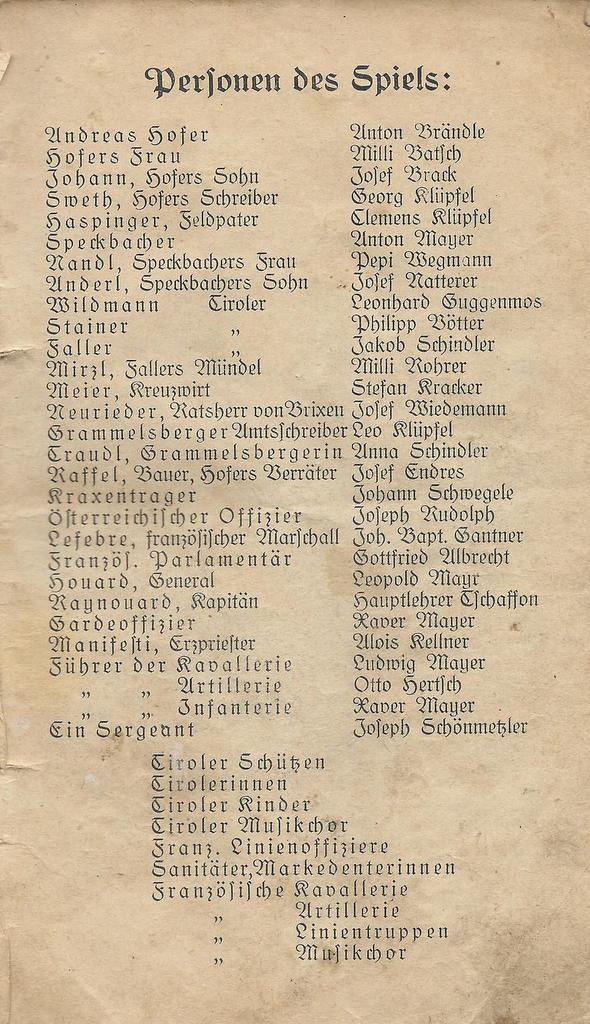 Personen des Spiels:
Andreas Hofer Anton Brändle
Hofers Frau Milli Batsch
Johann, Hofers Sohn Josef Brack
Sweth, Hofers Schreiber Georg Klüpfel
Haspinger, Feldpater Clemens Klüpfel
Speckbacher Anton Mayer
Nandl, Speckbachers Frau Pepi Wegmann
Anderl, Speckbachers Sohn Josef Natterer
Wildmann Tiroler Leonhard Guggenmos
Stainer „ Philipp Vötter
Faller „ Jakob Schindler
Mirzl, Fallers Mündel Milli Rohrer
Meier, Kreuzwirt Stefan Kracker
Neurieder, Ratsherr von Brixen Josef Wiedemann
Grammelsberger Amtsschreiber Leo Klüpfel
Traudl, Grammelsbergerin Anna Schindler
Raffel, Bauer, Hofers Verräter Josef Endres
Kraxentrager Johann Schwegele
Österreichischer Offizier Joseph Rudolph
Lefebre, französischer Marschall Joh. Bapt. Gantner
Französ. Parlamentär Gottfried Albrecht
Houard, General Leopold Mayr
Raynouard, Kapitän Hauptlehrer Tschaffon
Gardeoffizier Xaver Mayer
Manifesti, Erzpriester Alois Kellner
Führer der Kavallerie Ludwig Mayer
„ „ Artillerie Otto Hertsch
„ „ Infanterie Xaver Mayer
Ein Sergeant Joseph Schönmetzler
Tiroler Schützen
Tirolerinnen
Tiroler Kinder
Tiroler Musikchor
Franz. Linienoffiziere
Sanitäter, Markedenterinnen
Französische Kavallerie
„ Artillerie
„ Linientruppen
„ Musikchor